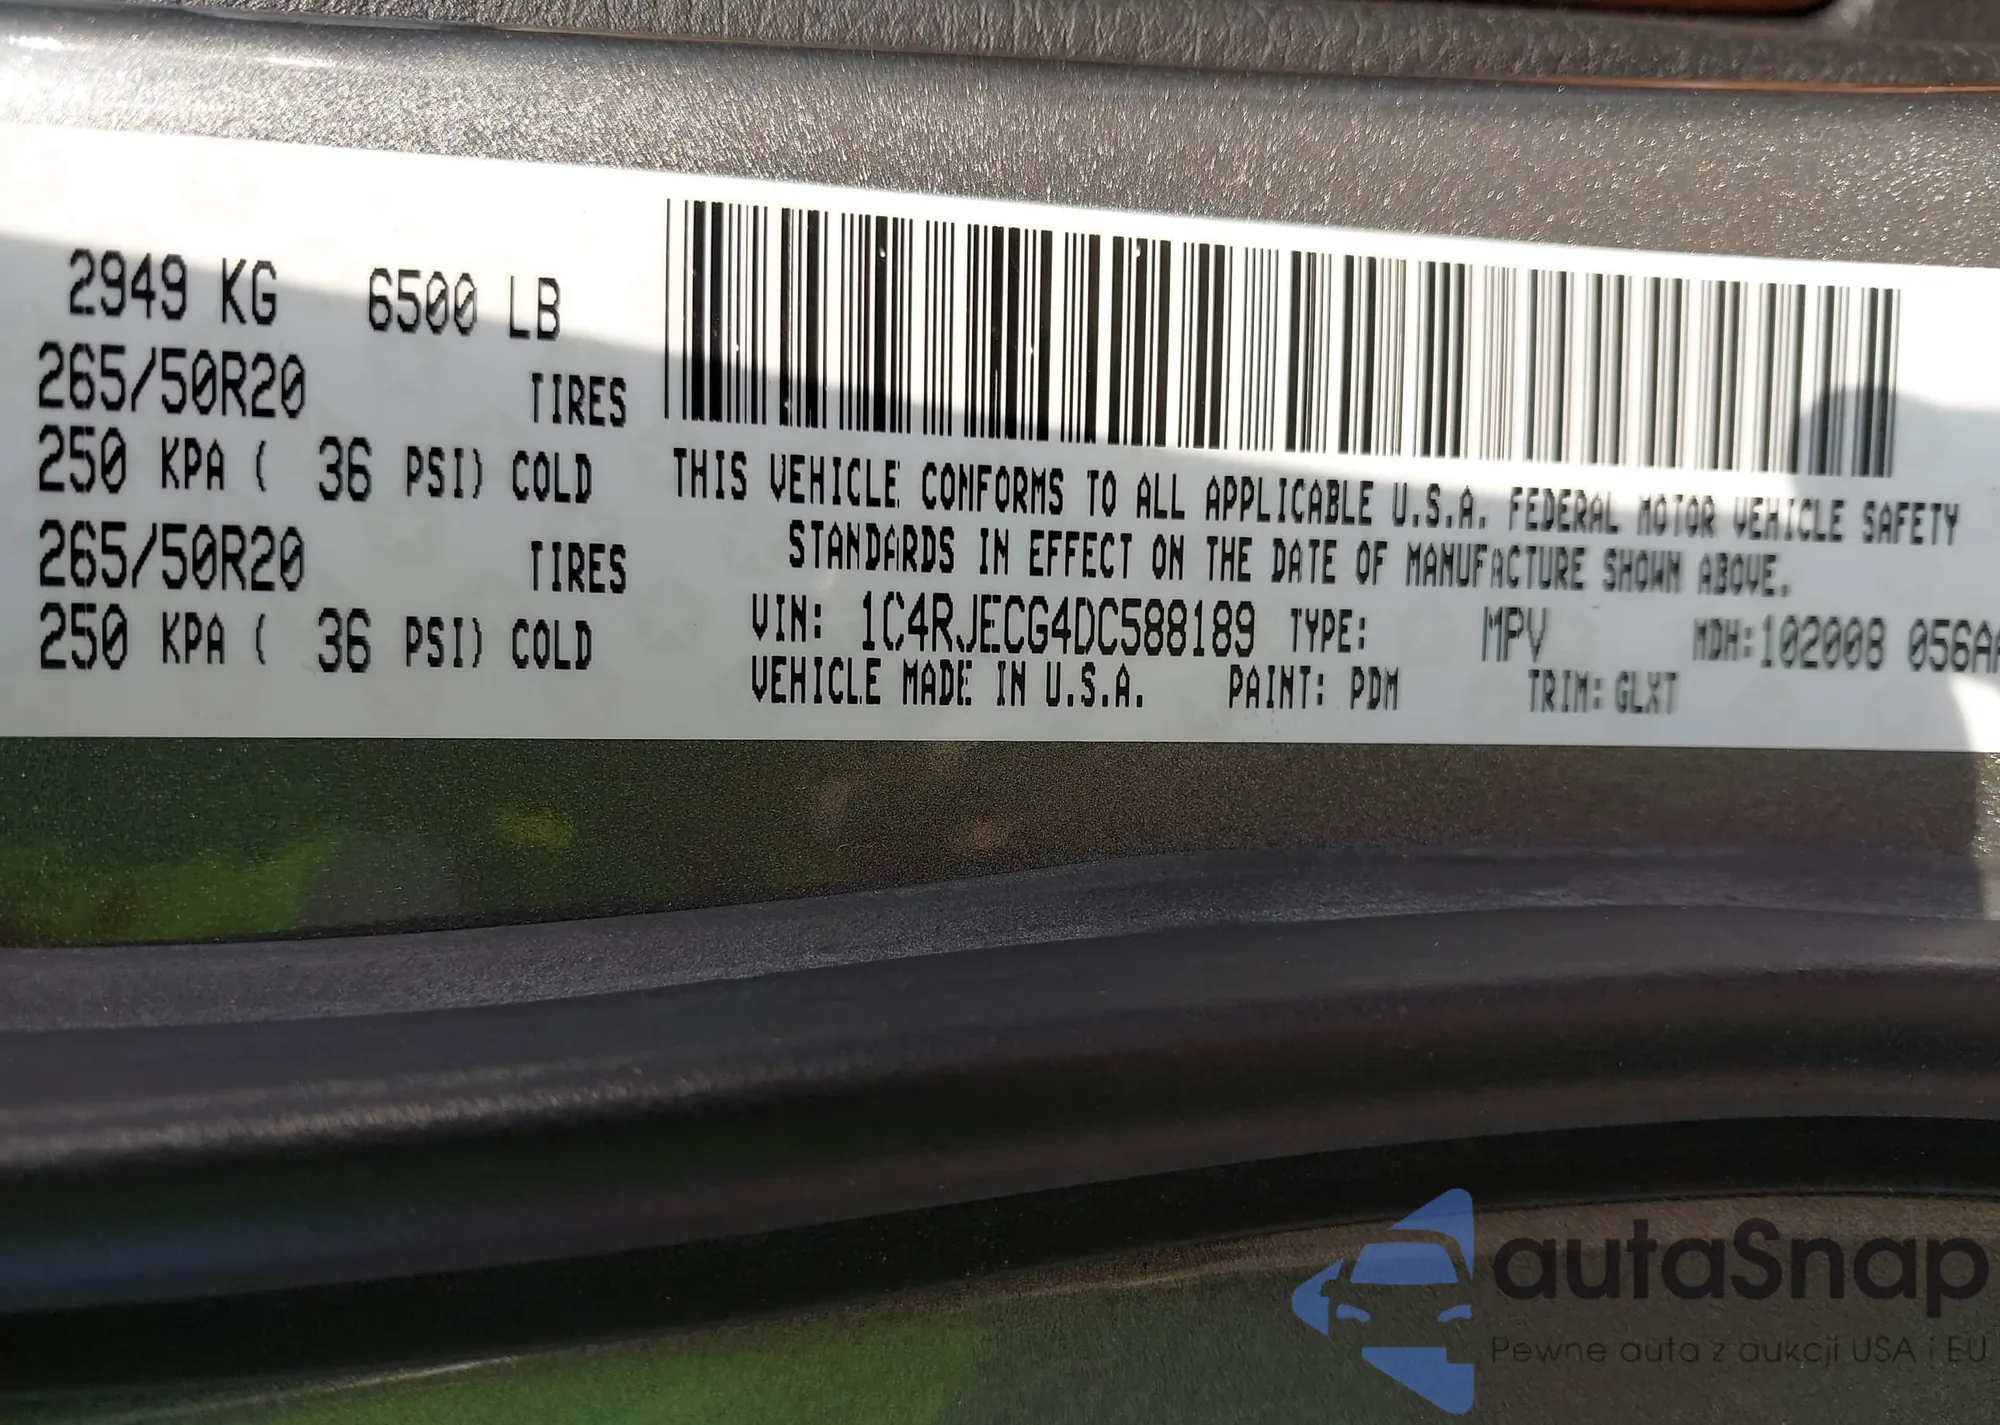 2949 KG 6500 LB
265/50R20 TIRES
250 KPA ( 36 PSI) COLD
265/50R20 TIRES
250 KPA ( 36 PSI) COLD
THIS VEHICLE CONFORMS TO ALL APPLICABLE U.S.A. FEDERAL MOTOR VEHICLE SAFETY
STANDARDS IN EFFECT ON THE DATE OF MANUFACTURE SHOWN ABOVE.
VIN: 1C4RJECG4DC588189 TYPE: MPV MDH:102008 056AA
VEHICLE MADE IN U.S.A. PAINT: PDM TRIM: GLXT
autaSnap
Pewne auta z aukcji USA i EU